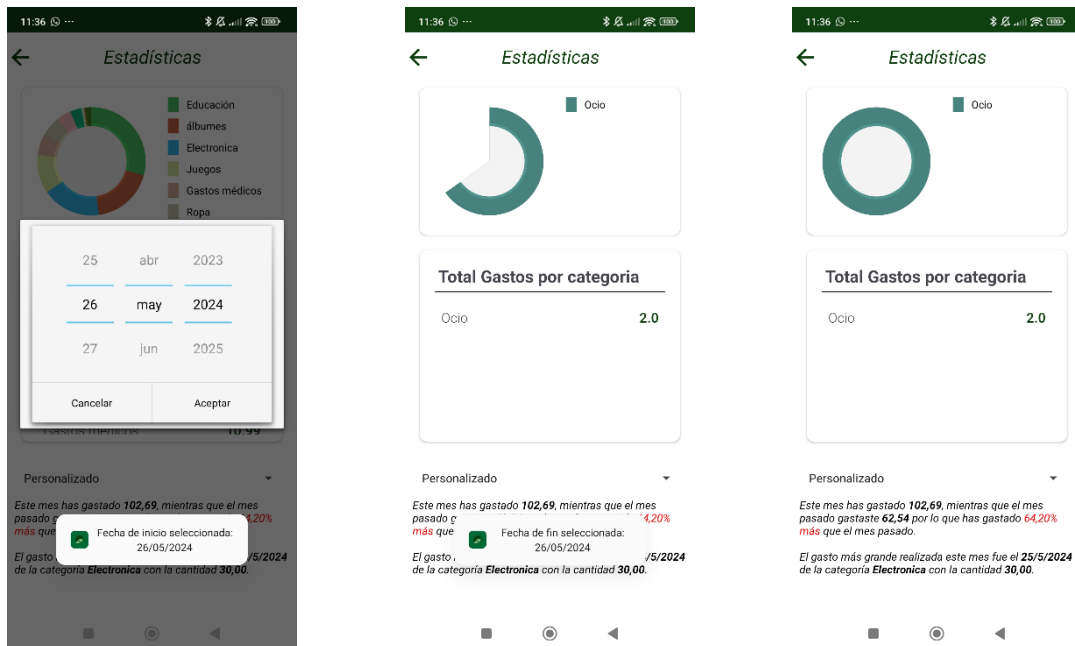 11:36 ···
100
Estadísticas
Educación
álbumes
Electronica
Juegos
Gastos médicos
Ropa
25 abr 2023
26 may 2024
27 jun 2025
Cancelar Aceptar
Gastos médicos 10.99
Personalizado
Este mes has gastado 102,69, mientras que el mes
pasado 4,20%
más que
Fecha de inicio seleccionada:
26/05/2024
El gasto /5/2024
de la categoría Electronica con la cantidad 30,00.
11:36 ···
100
Estadísticas
Ocio
Total Gastos por categoria
Ocio 2.0
Personalizado
Este mes has gastado 102,69, mientras que el mes
pasado 4,20%
más que
Fecha de fin seleccionada:
26/05/2024
El gasto /5/2024
de la categoría Electronica con la cantidad 30,00.
11:36 ···
100
Estadísticas
Ocio
Total Gastos por categoria
Ocio 2.0
Personalizado
Este mes has gastado 102,69, mientras que el mes
pasado gastaste 62,54 por lo que has gastado 64,20%
más que el mes pasado.
El gasto más grande realizada este mes fue el 25/5/2024
de la categoría Electronica con la cantidad 30,00.